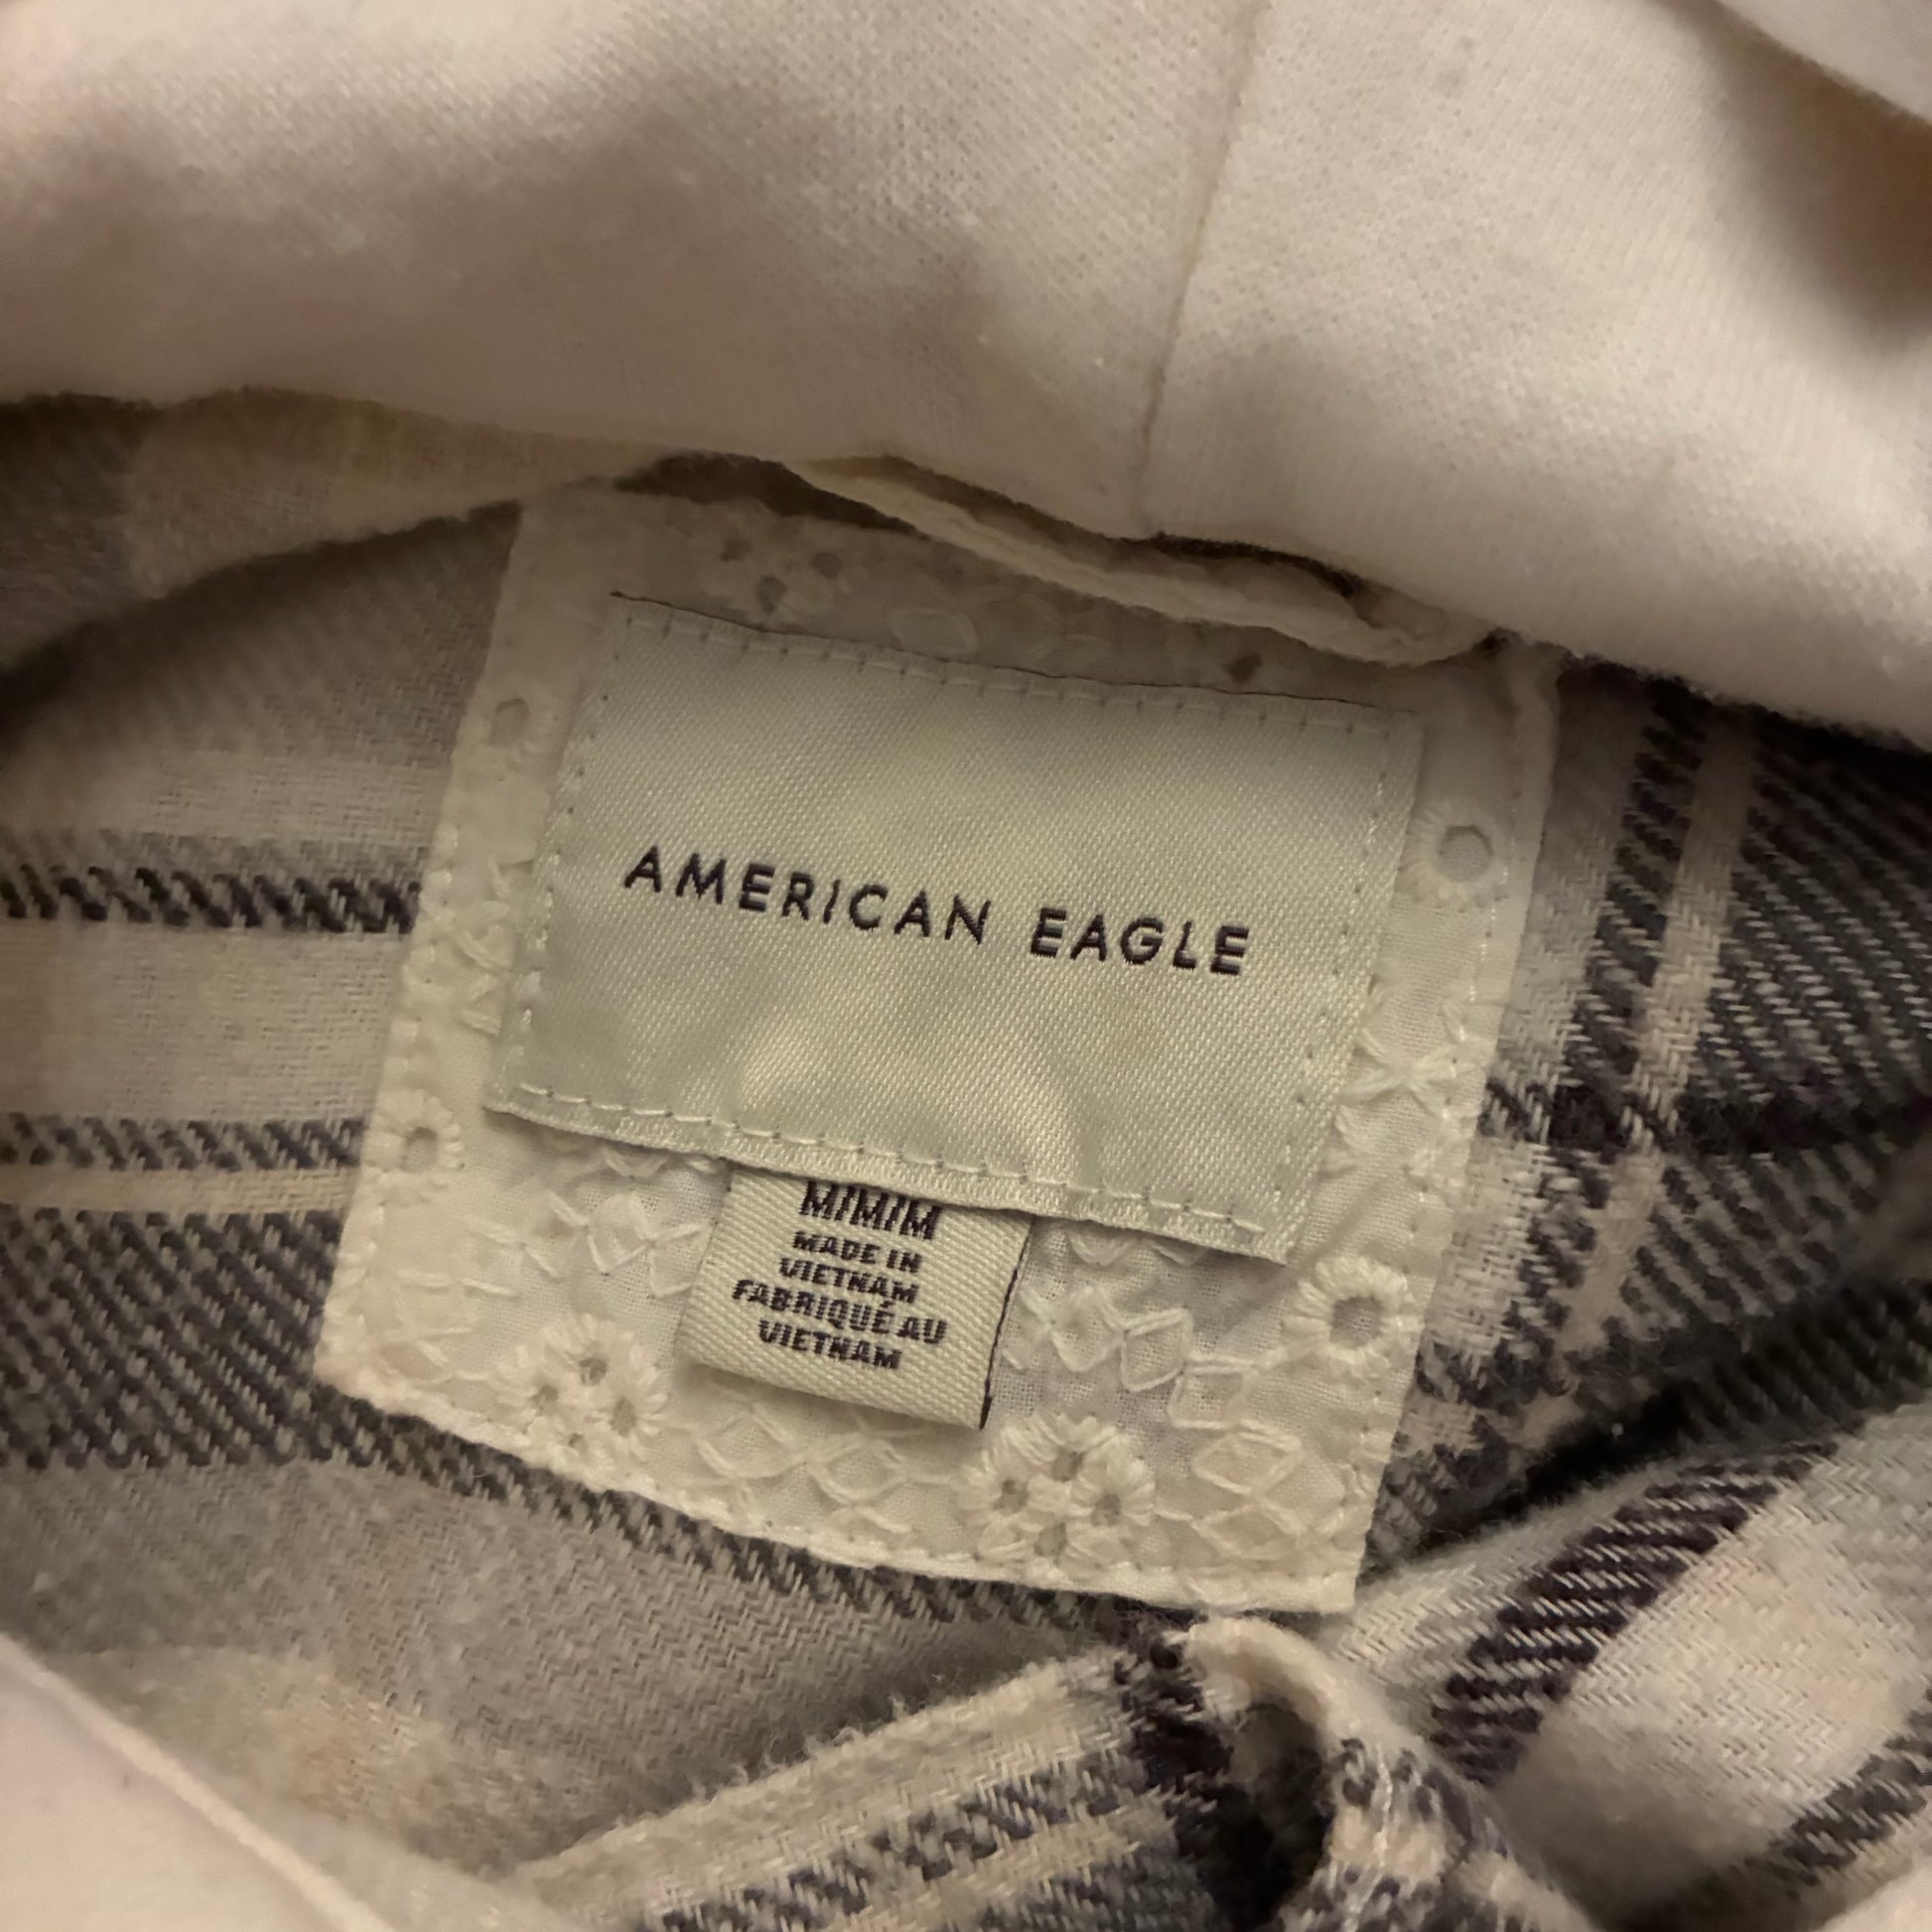 AMERICAN EAGLE
M/M/M
MADE IN
VIETNAM
FABRIQUÉ AU
VIETNAM